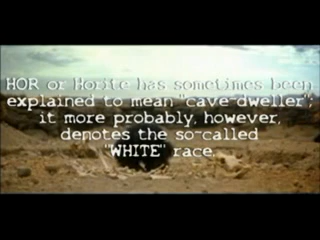 HOR or Horite has sometimes been
explained to mean "cave-dweller";
it more probably, however,
denotes the so-called
"WHITE" race.